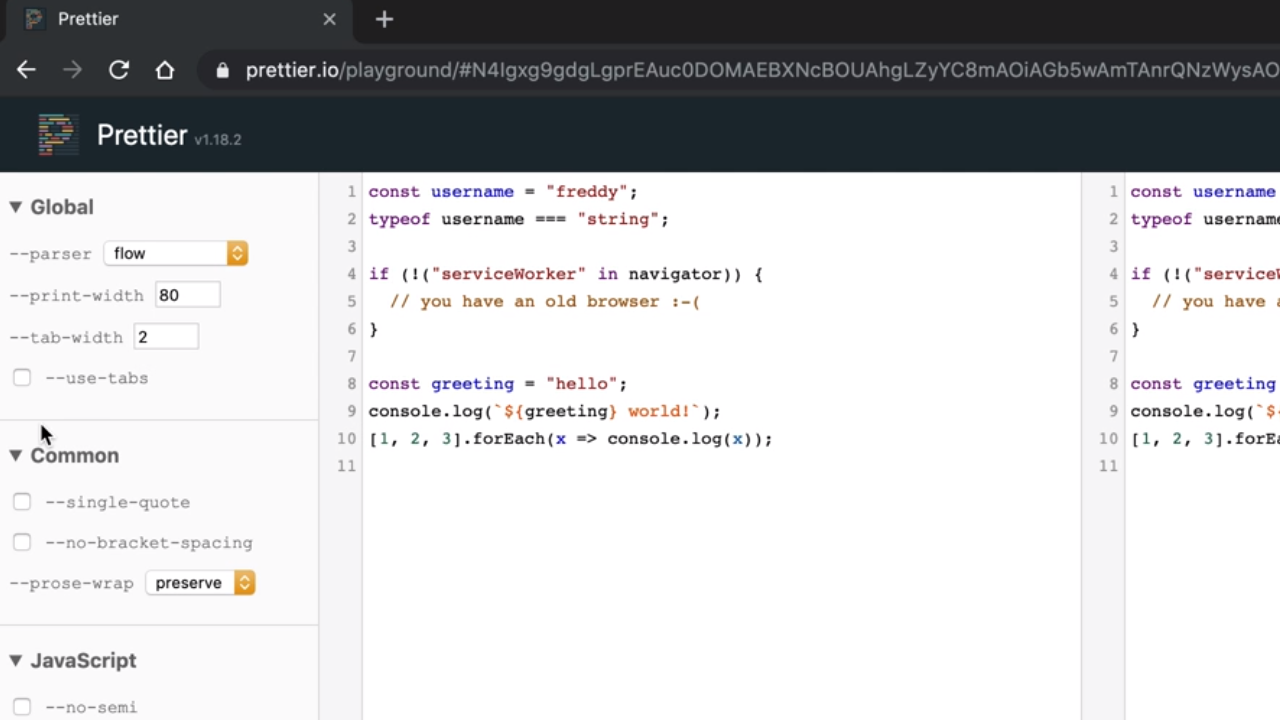 Prettier
prettier.io/playground/#N4Igxg9gdgLgprEAuc0DOMAEBXNcBOUAhgLZyYC8mAOiAGb5wAmTAnrQNzWysAO
Prettier v1.18.2
Global
--parser flow
--print-width 80
--tab-width 2
--use-tabs
Common
--single-quote
--no-bracket-spacing
--prose-wrap preserve
JavaScript
--no-semi
1 const username = "freddy";
2 typeof username === "string";
3
4 if (!("serviceWorker" in navigator)) {
5 // you have an old browser :-(
6 }
7
8 const greeting = "hello";
9 console.log(`${greeting} world!`);
10 [1, 2, 3].forEach(x => console.log(x));
11
1 const username
2 typeof username
3
4 if (!("service
5 // you have a
6 }
7
8 const greeting
9 console.log(`$
10 [1, 2, 3].forEa
11